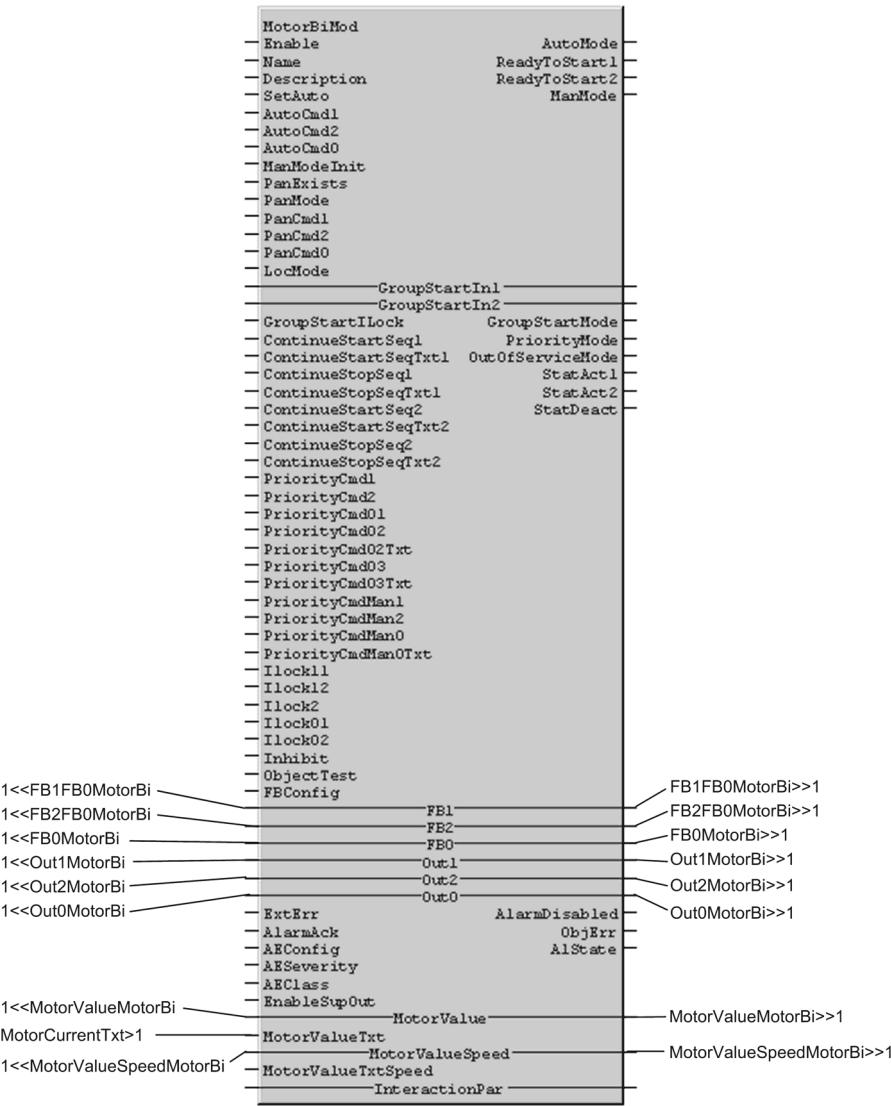 MotorBiMod
Enable AutoMode
Name ReadyToStart1
Description ReadyToStart2
SetAuto ManMode
AutoCmd1
AutoCmd2
AutoCmd0
ManModeInit
PanExists
PanMode
PanCmd1
PanCmd2
PanCmd0
LocMode
GroupStartIn1
GroupStartIn2
GroupStartILock GroupStartMode
ContinueStartSeq1 PriorityMode
ContinueStartSeqTxt1 OutOfServiceMode
ContinueStopSeq1 StatAct1
ContinueStopSeqTxt1 StatAct2
ContinueStartSeq2 StatDeact
ContinueStartSeqTxt2
ContinueStopSeq2
ContinueStopSeqTxt2
PriorityCmd1
PriorityCmd2
PriorityCmd01
PriorityCmd02
PriorityCmd02Txt
PriorityCmd03
PriorityCmd03Txt
PriorityCmdMan1
PriorityCmdMan2
PriorityCmdMan0
PriorityCmdMan0Txt
Ilock11
Ilock12
Ilock2
Ilock01
Ilock02
Inhibit
ObjectTest
FBConfig
1<<FB1FB0MotorBi FB1 FB1FB0MotorBi>>1
1<<FB2FB0MotorBi FB2 FB2FB0MotorBi>>1
1<<FB0MotorBi FB0 FB0MotorBi>>1
1<<Out1MotorBi Out1 Out1MotorBi>>1
1<<Out2MotorBi Out2 Out2MotorBi>>1
1<<Out0MotorBi Out0 Out0MotorBi>>1
ExtErr AlarmDisabled
AlarmAck ObjErr
AEConfig AlState
AESeverity
AEClass
EnableSupOut
1<<MotorValueMotorBi MotorValue MotorValueMotorBi>>1
MotorCurrentTxt>1 MotorValueTxt
1<<MotorValueSpeedMotorBi MotorValueSpeed MotorValueSpeedMotorBi>>1
MotorValueTxtSpeed
InteractionPar